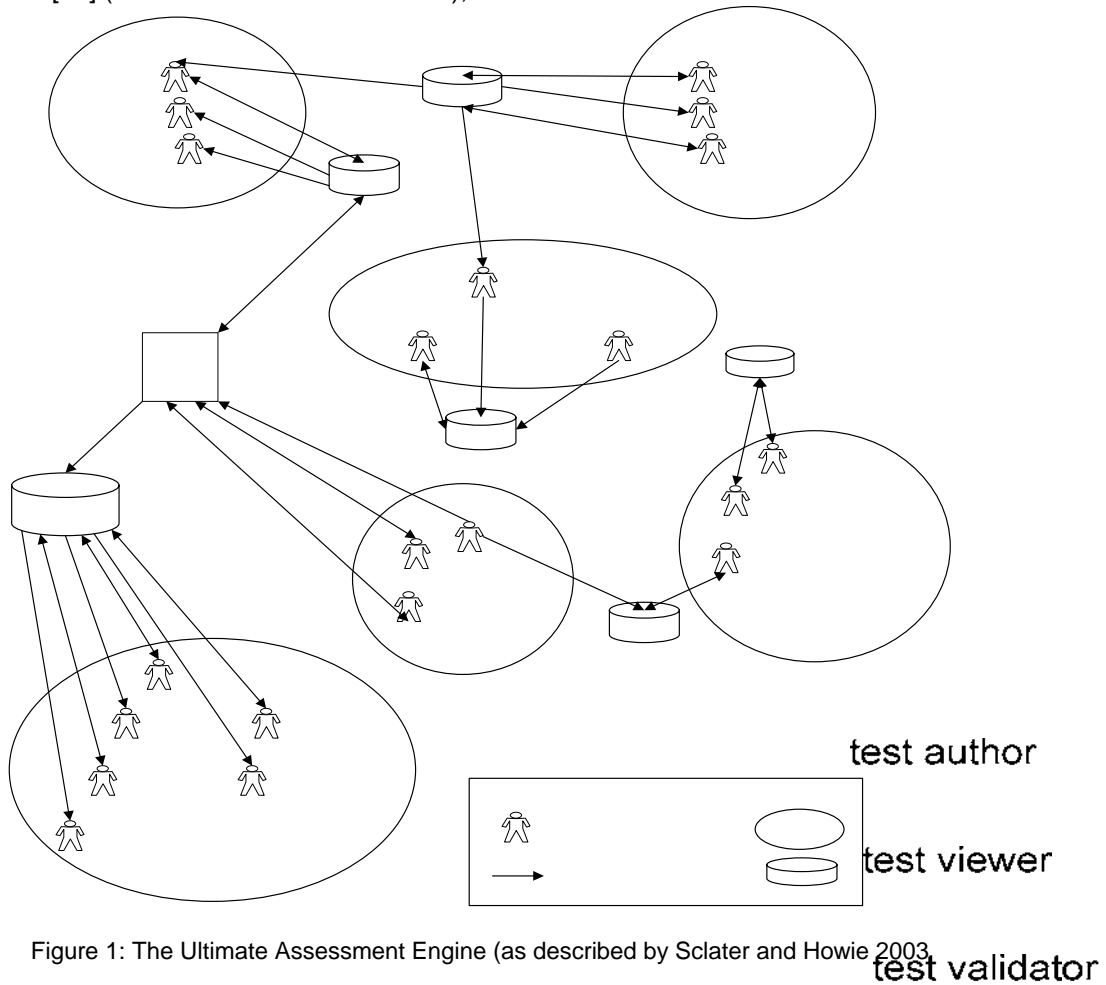 test author
test viewer
Figure 1: The Ultimate Assessment Engine (as described by Sclater and Howie 2003
test validator